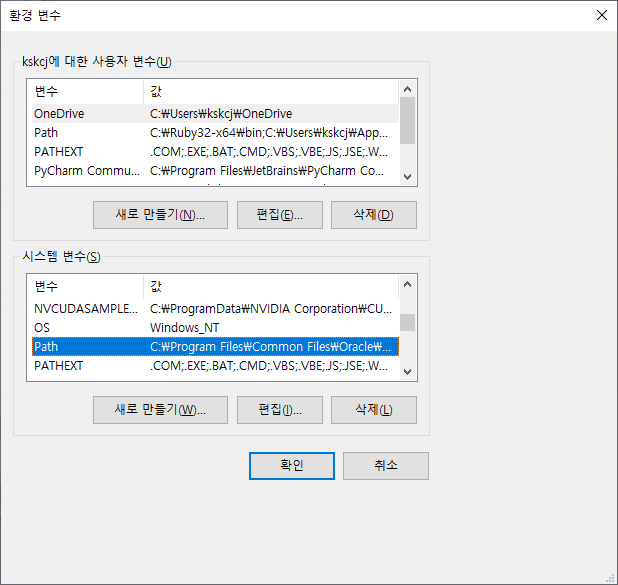 환경 변수
kskcj에 대한 사용자 변수(U)
변수 값
OneDrive C:₩Users₩kskcj₩OneDrive
Path C:₩Ruby32-x64₩bin;C:₩Users₩kskcj₩App...
PATHEXT .COM;.EXE;.BAT;.CMD;.VBS;.VBE;JS;.JSE;.W...
PyCharm Commu... C:₩Program Files₩JetBrains₩PyCharm Co...
새로 만들기(N)... 편집(E)... 삭제(D)
시스템 변수(S)
변수 값
NVCUDASAMPLE... C:₩ProgramData₩NVIDIA Corporation₩CU...
OS Windows_NT
Path C:₩Program Files₩Common Files₩Oracle₩...
PATHEXT .COM;.EXE;.BAT;.CMD;.VBS;.VBE;JS;.JSE;.W...
새로 만들기(W)... 편집(I)... 삭제(L)
확인 취소